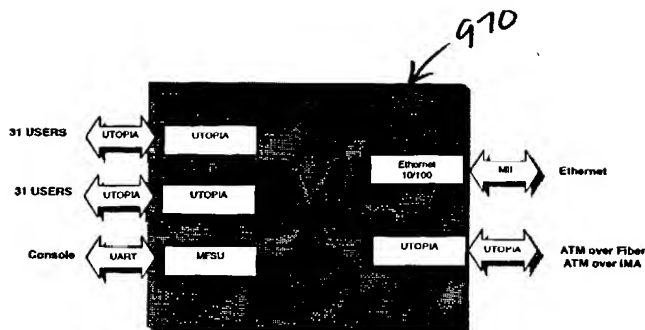 970
31 USERS UTOPIA UTOPIA
Ethernet 10/100 MII Ethernet
31 USERS UTOPIA UTOPIA
Console UART MFSU
UTOPIA UTOPIA ATM over Fiber
ATM over IMA